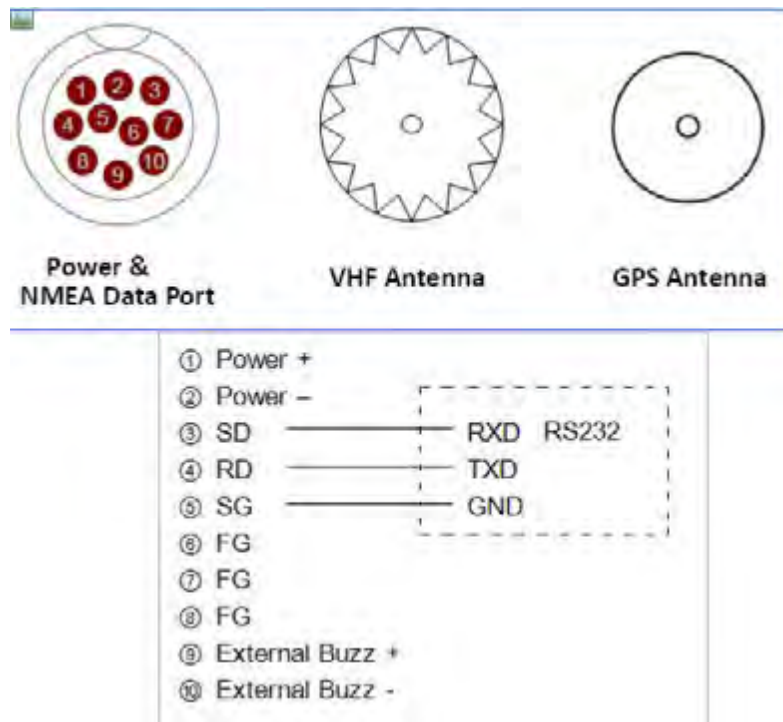 1 2 3
4 5 6 7
8 9 10
Power &
NMEA Data Port
VHF Antenna
GPS Antenna
① Power +
② Power –
③ SD RXD RS232
④ RD TXD
⑤ SG GND
⑥ FG
⑦ FG
⑧ FG
⑨ External Buzz +
⑩ External Buzz -